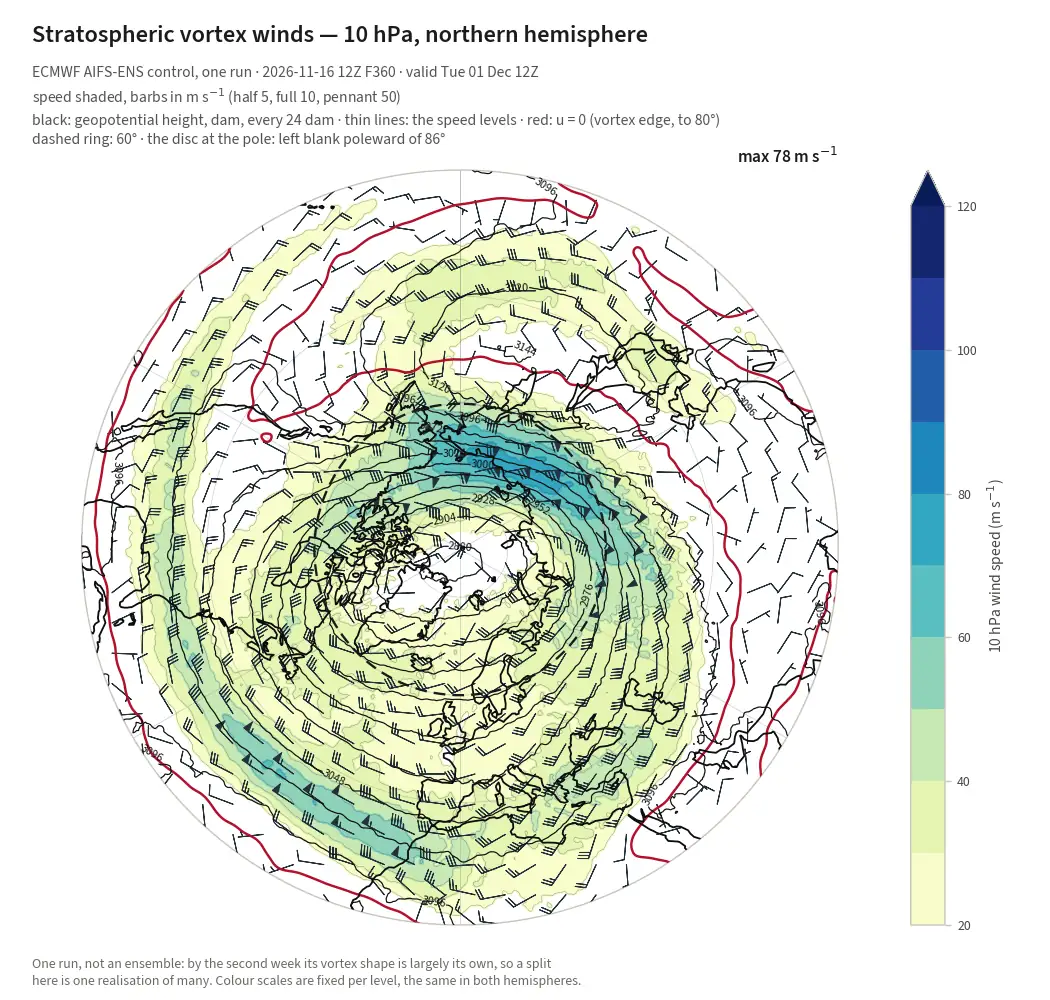 Stratospheric vortex winds — 10 hPa, northern hemisphere
ECMWF AIFS-ENS control, one run · 2026-11-16 12Z F360 · valid Tue 01 Dec 12Z
speed shaded, barbs in m s⁻¹ (half 5, full 10, pennant 50)
black: geopotential height, dam, every 24 dam · thin lines: the speed levels · red: u = 0 (vortex edge, to 80°)
dashed ring: 60° · the disc at the pole: left blank poleward of 86°
max 78 m s⁻¹
3096
3120
3144
3120
3096
3096
3096
3000
2928
2952
2904
2880
2976
3096
3096
3048
3096
3096
3096
120
100
80
60
40
20
10 hPa wind speed (m s⁻¹)
One run, not an ensemble: by the second week its vortex shape is largely its own, so a split
here is one realisation of many. Colour scales are fixed per level, the same in both hemispheres.